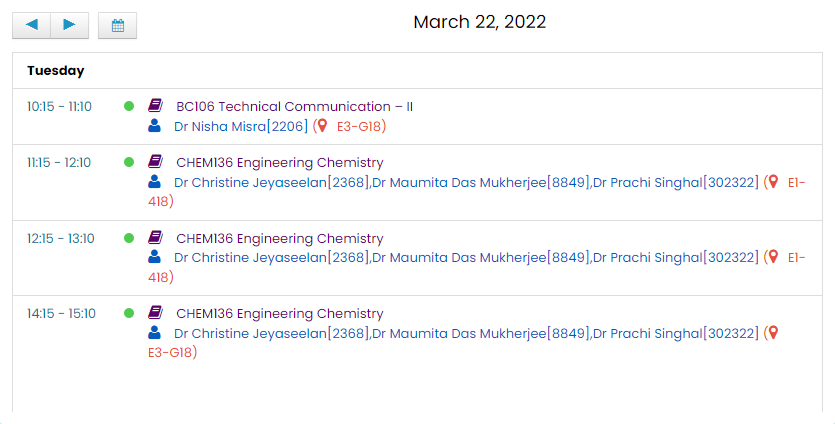 March 22, 2022
Tuesday
10:15 - 11:10 BC106 Technical Communication – II
Dr Nisha Misra[2206] ( E3-G18)
11:15 - 12:10 CHEM136 Engineering Chemistry
Dr Christine Jeyaseelan[2368],Dr Maumita Das Mukherjee[8849],Dr Prachi Singhal[302322] ( E1-
418)
12:15 - 13:10 CHEM136 Engineering Chemistry
Dr Christine Jeyaseelan[2368],Dr Maumita Das Mukherjee[8849],Dr Prachi Singhal[302322] ( E1-
418)
14:15 - 15:10 CHEM136 Engineering Chemistry
Dr Christine Jeyaseelan[2368],Dr Maumita Das Mukherjee[8849],Dr Prachi Singhal[302322] (
E3-G18)